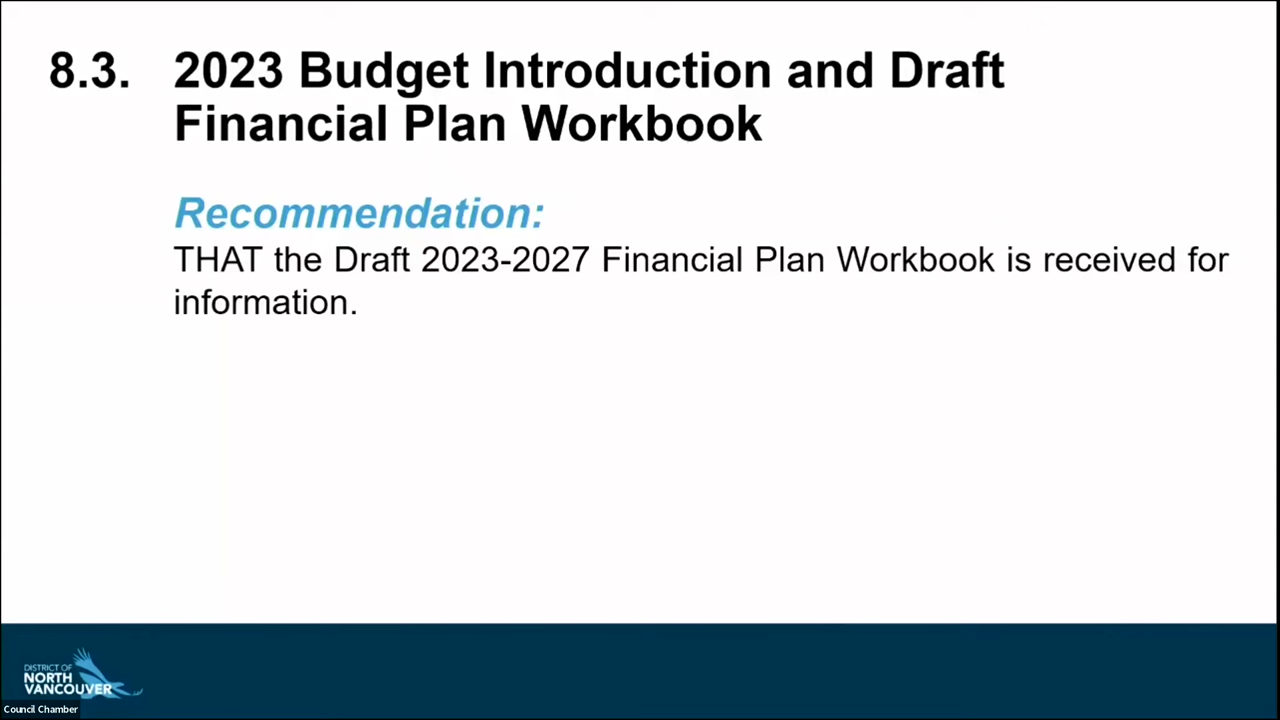 8.3. 2023 Budget Introduction and Draft
Financial Plan Workbook
Recommendation:
THAT the Draft 2023-2027 Financial Plan Workbook is received for
information.
DISTRICT OF
NORTH
VANCOUVER
Council Chamber